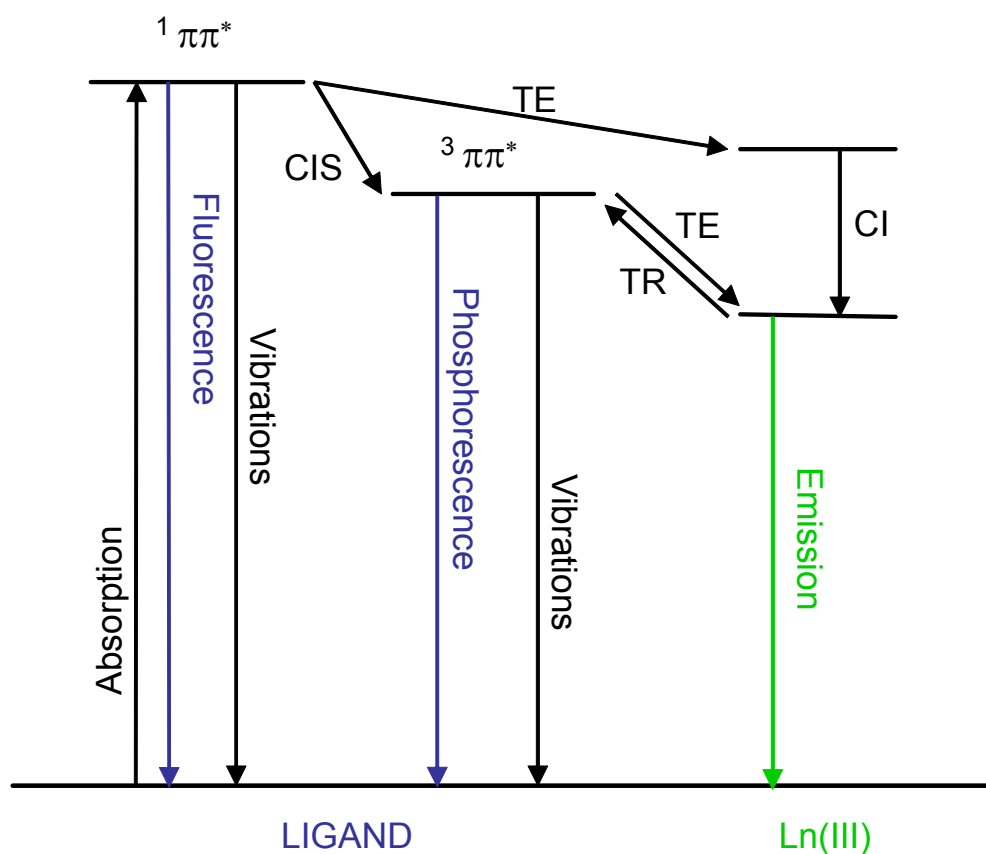 1 ππ*
TE
3 ππ*
CIS
TE
CI
TR
Fluorescence
Vibrations
Phosphorescence
Vibrations
Absorption
Emission
LIGAND
Ln(III)